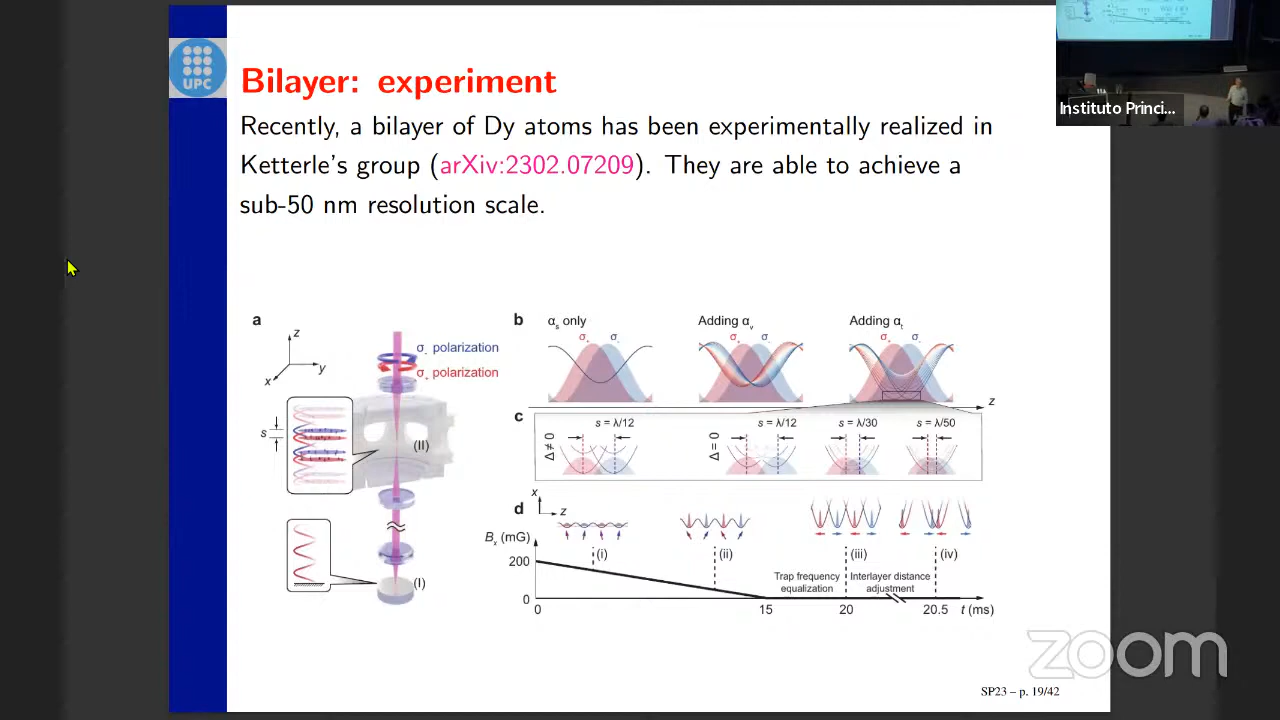 UPC
Bilayer: experiment
Recently, a bilayer of Dy atoms has been experimentally realized in
Ketterle's group (arXiv:2302.07209). They are able to achieve a
sub-50 nm resolution scale.
Instituto Princi...
a
z
y
x
σ- polarization
σ+ polarization
s
(II)
(I)
b
αs only
Adding αv
Adding αt
σ+ σ-
σ+ σ-
σ+ σ-
z
c
Δ ≠ 0
s = λ/12
Δ = 0
s = λ/12
s = λ/30
s = λ/50
d
x
z
Bx (mG)
200
0
(i)
(ii)
(iii)
(iv)
Trap frequency
equalization
Interlayer distance
adjustment
0
15
20
20.5
t (ms)
zoom
SP23 – p. 19/42